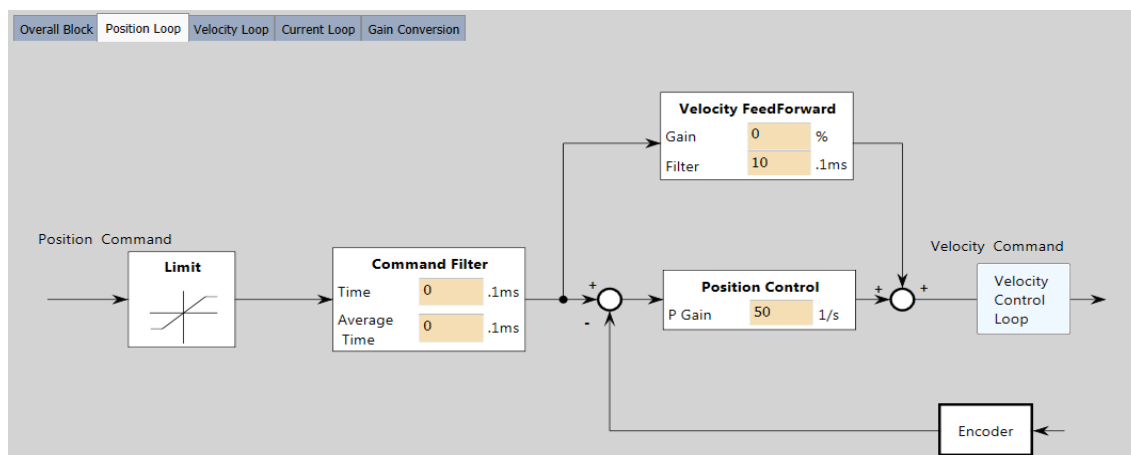 Overall Block Position Loop Velocity Loop Current Loop Gain Conversion
Velocity FeedForward
Gain 0 %
Filter 10 .1ms
Position Command
Limit
Command Filter
Time 0 .1ms
Average Time 0 .1ms
+
-
Position Control
P Gain 50 1/s
+
+
Velocity Command
Velocity
Control
Loop
Encoder